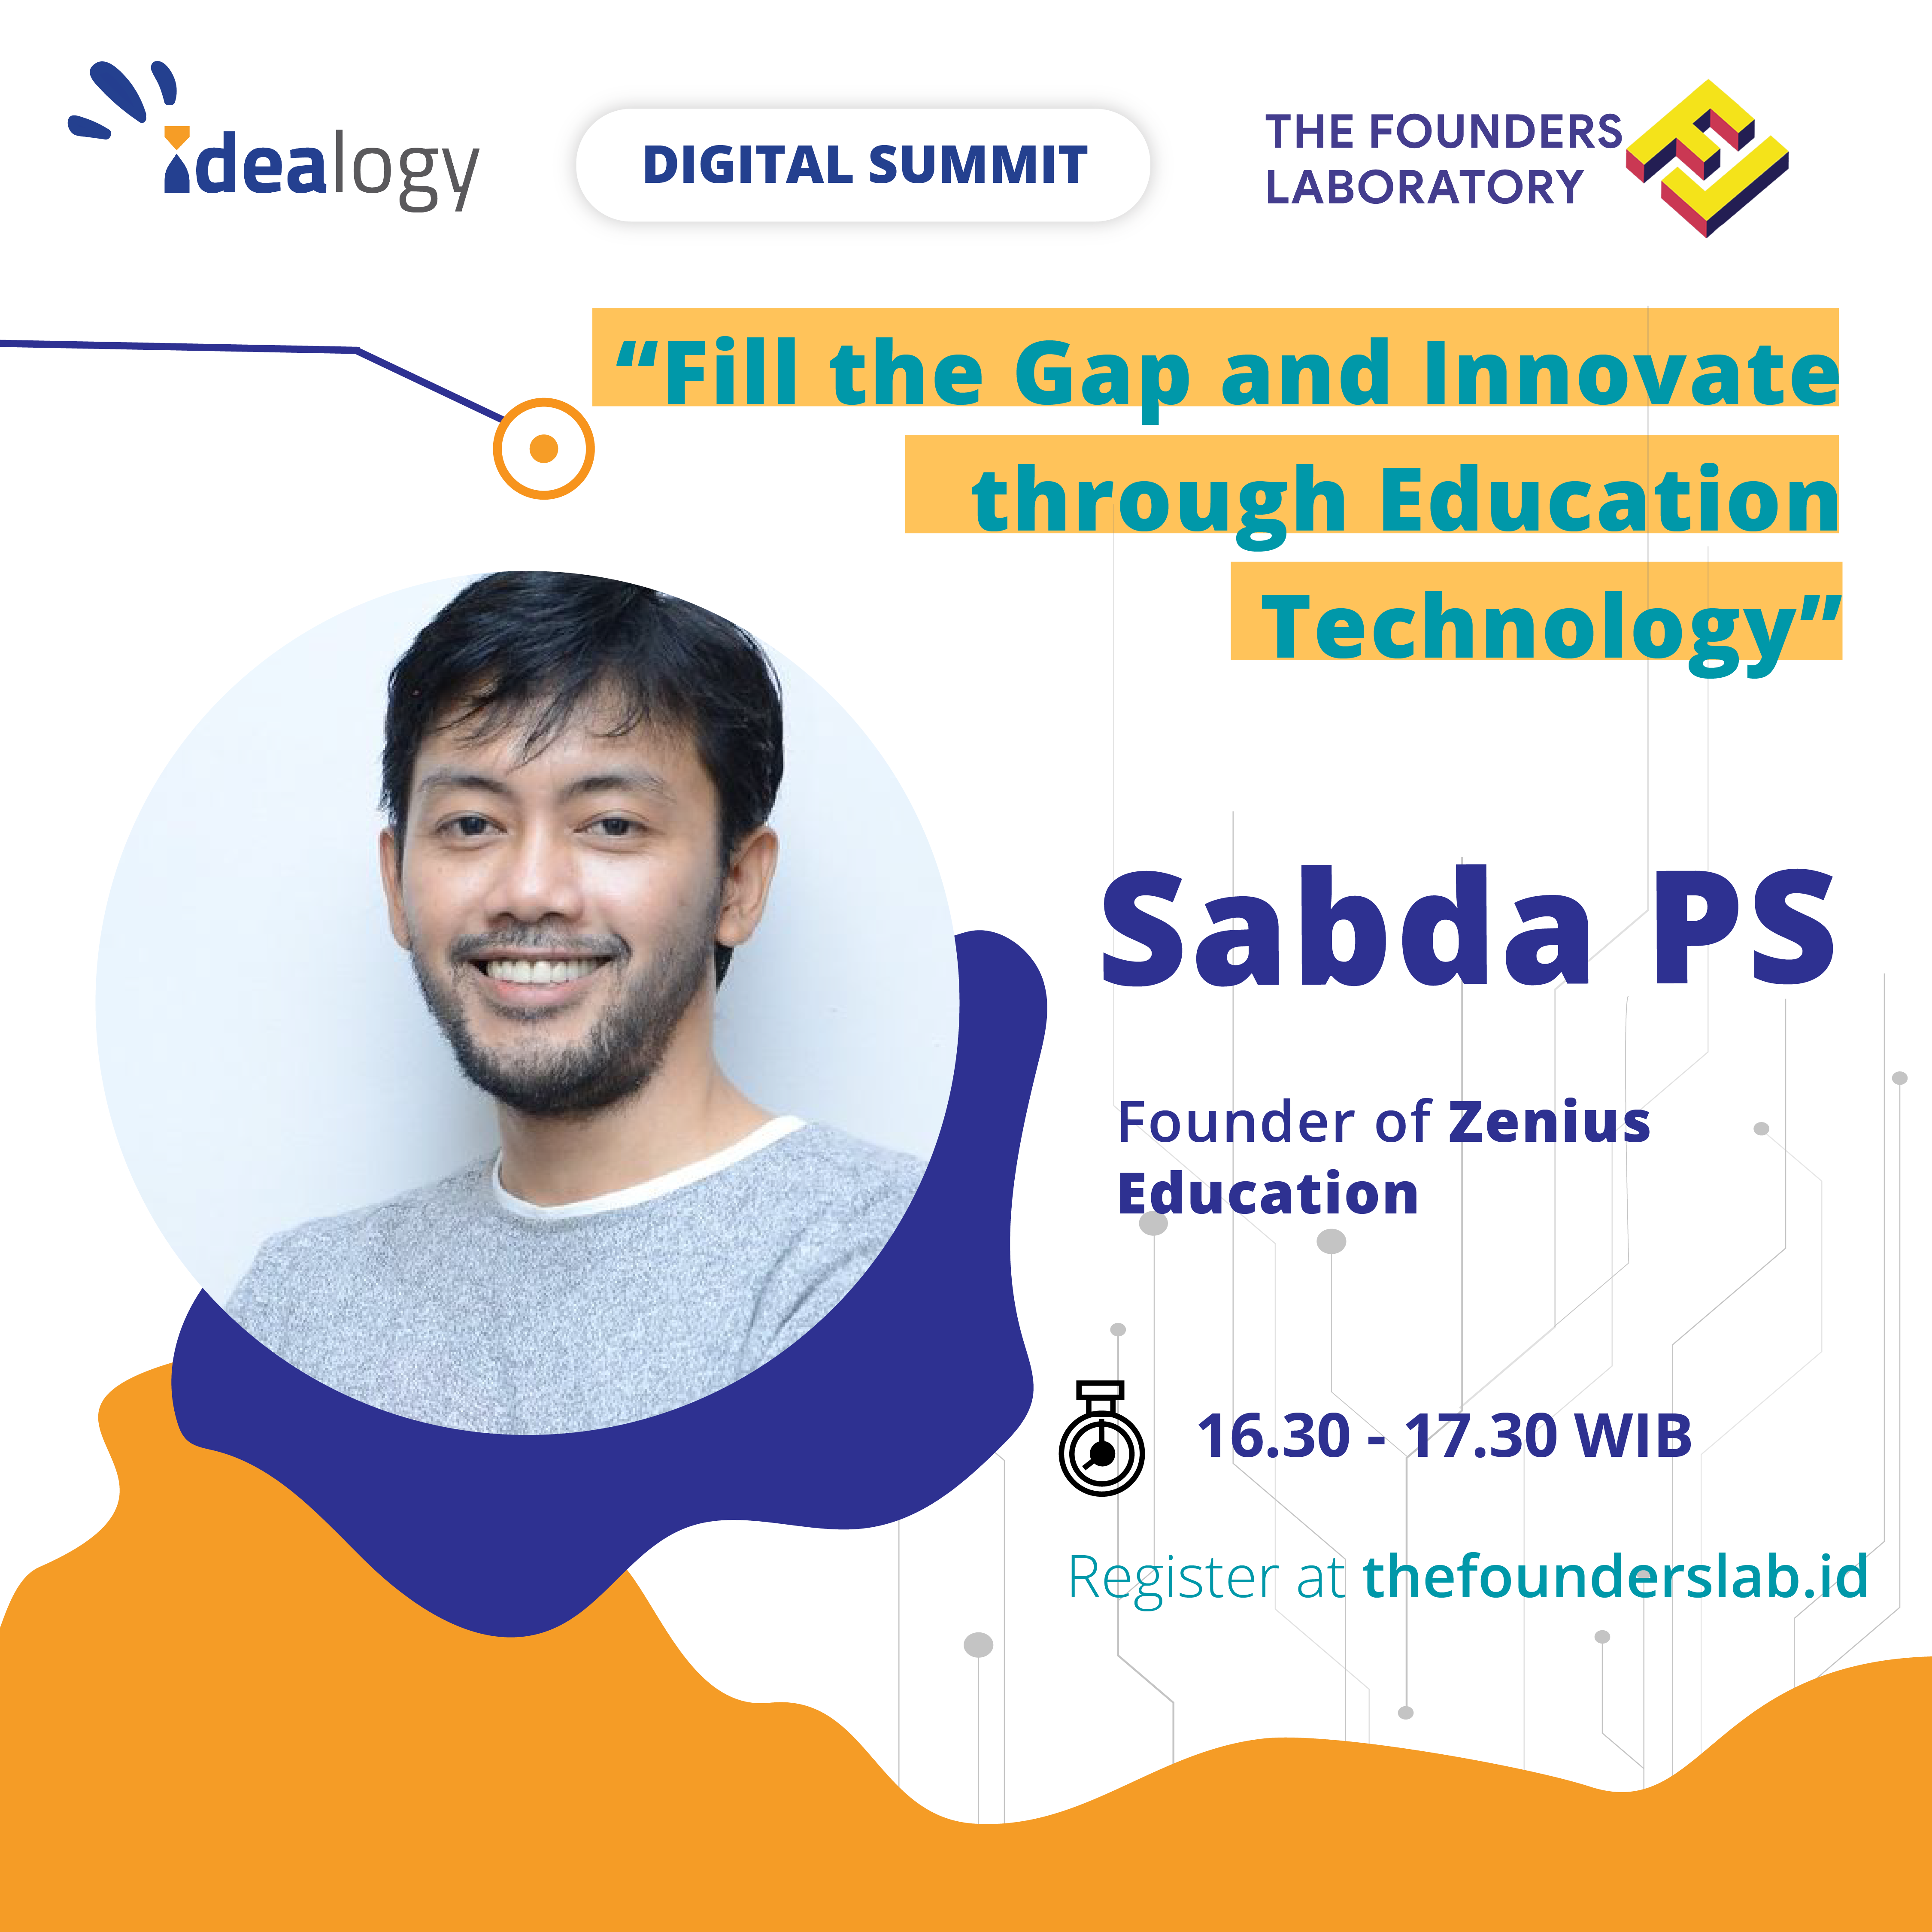 idealogy
DIGITAL SUMMIT
THE FOUNDERS
LABORATORY
“Fill the Gap and Innovate
through Education
Technology”
Sabda PS
Founder of Zenius
Education
16.30 - 17.30 WIB
Register at thefounderslab.id